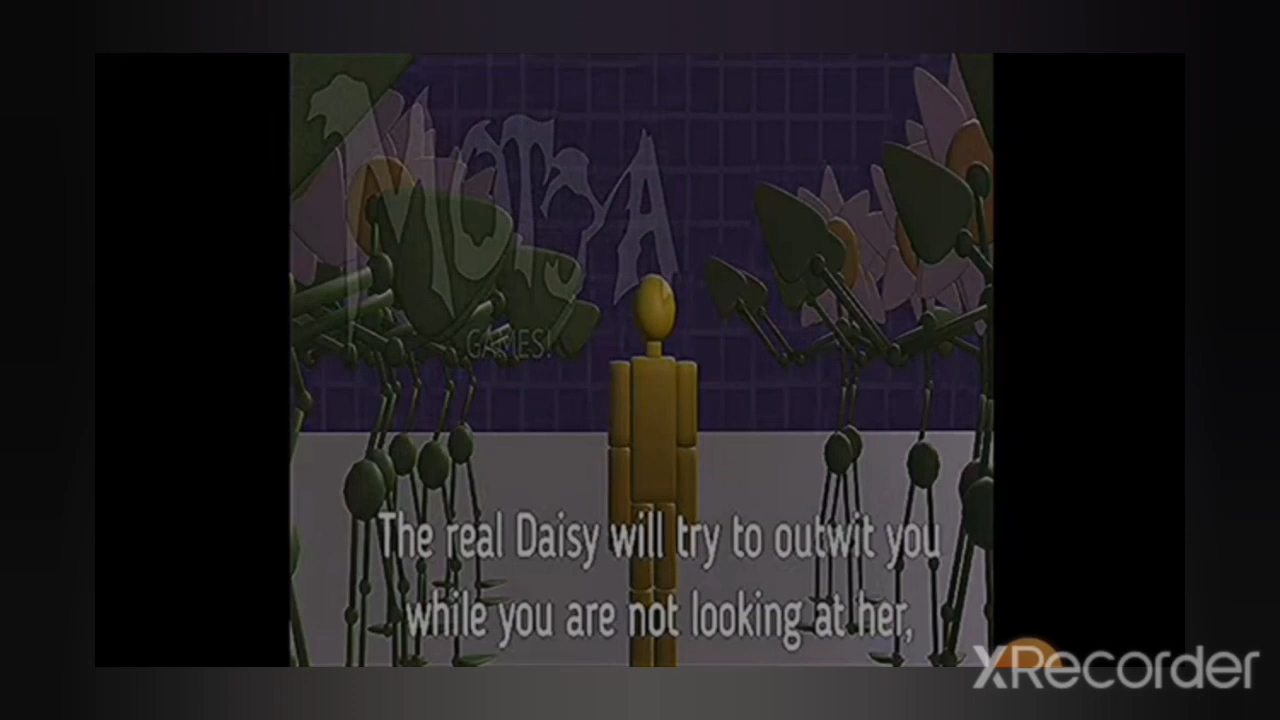 MOTYA
GAMES!
The real Daisy will try to outwit you
while you are not looking at her,
XRecorder